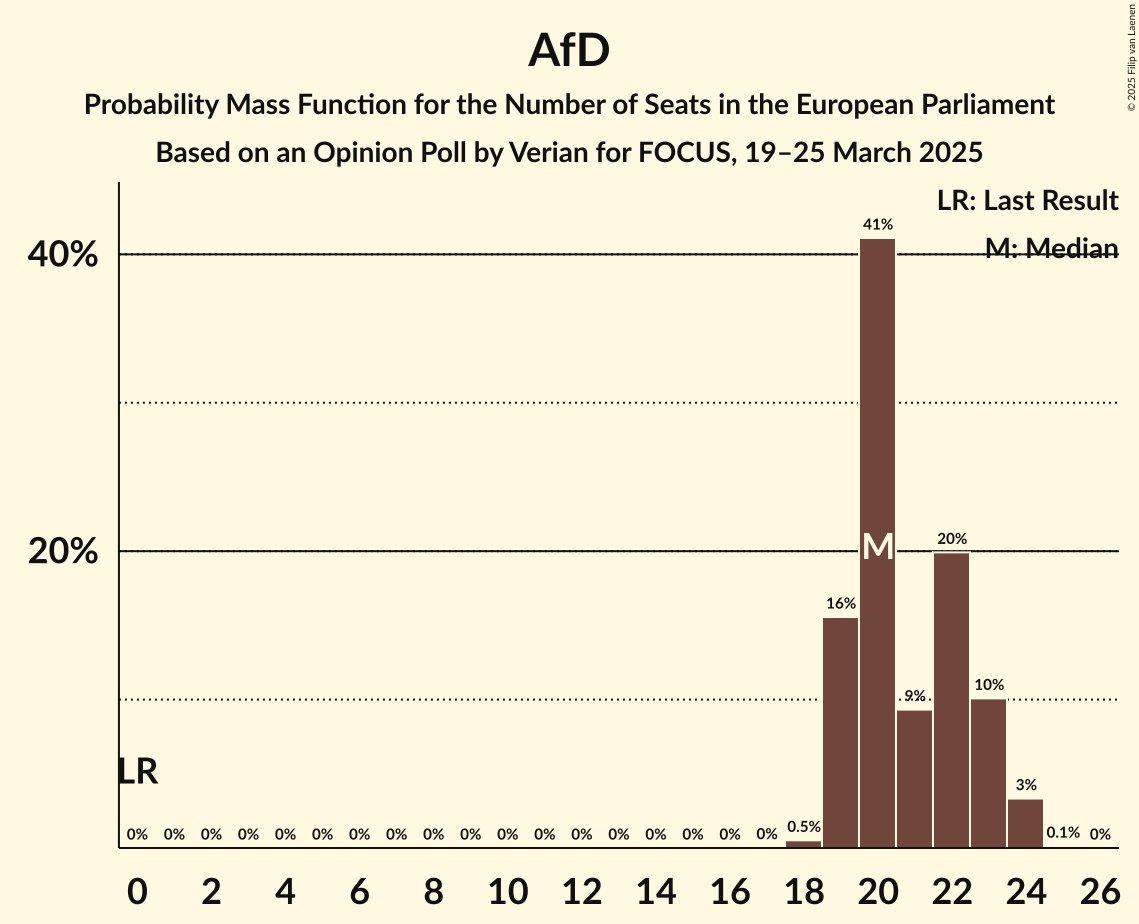 AfD
Probability Mass Function for the Number of Seats in the European Parliament
Based on an Opinion Poll by Verian for FOCUS, 19–25 March 2025
© 2025 Filip van Laenen
LR: Last Result
M: Median
40%
20%
41%
M
20%
16%
9%
10%
LR
3%
0% 0% 0% 0% 0% 0% 0% 0% 0% 0% 0% 0% 0% 0% 0% 0% 0% 0% 0.5% 0.1% 0%
0 2 4 6 8 10 12 14 16 18 20 22 24 26